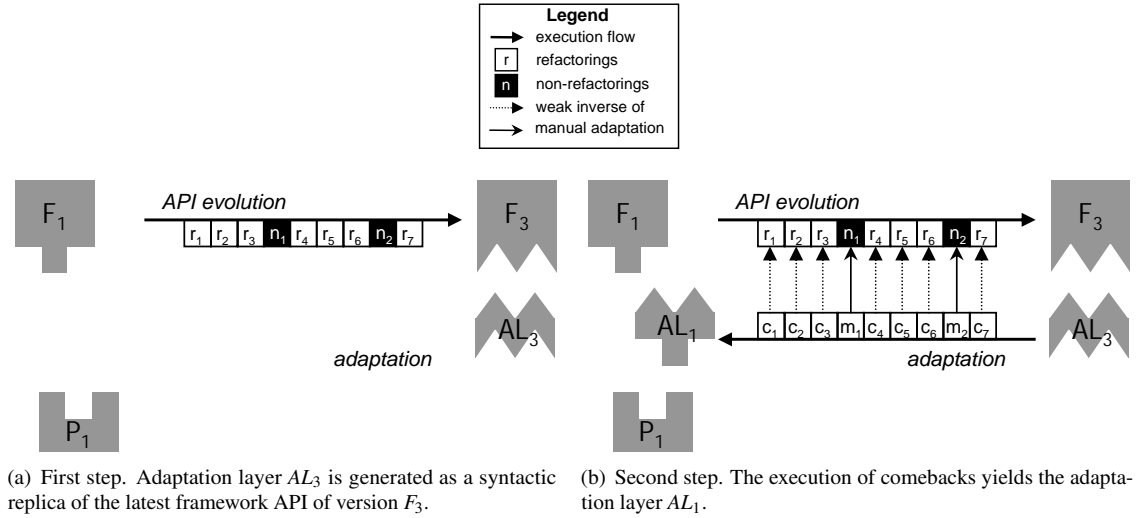 Legend
execution flow
r refactorings
n non-refactorings
weak inverse of
manual adaptation
F1
API evolution
r1 r2 r3 n1 r4 r5 r6 n2 r7
F3
AL3
adaptation
P1
(a) First step. Adaptation layer AL3 is generated as a syntactic
replica of the latest framework API of version F3.
F1
API evolution
r1 r2 r3 n1 r4 r5 r6 n2 r7
F3
AL1
c1 c2 c3 m1 c4 c5 c6 m2 c7
AL3
adaptation
P1
(b) Second step. The execution of comebacks yields the adapta-
tion layer AL1.